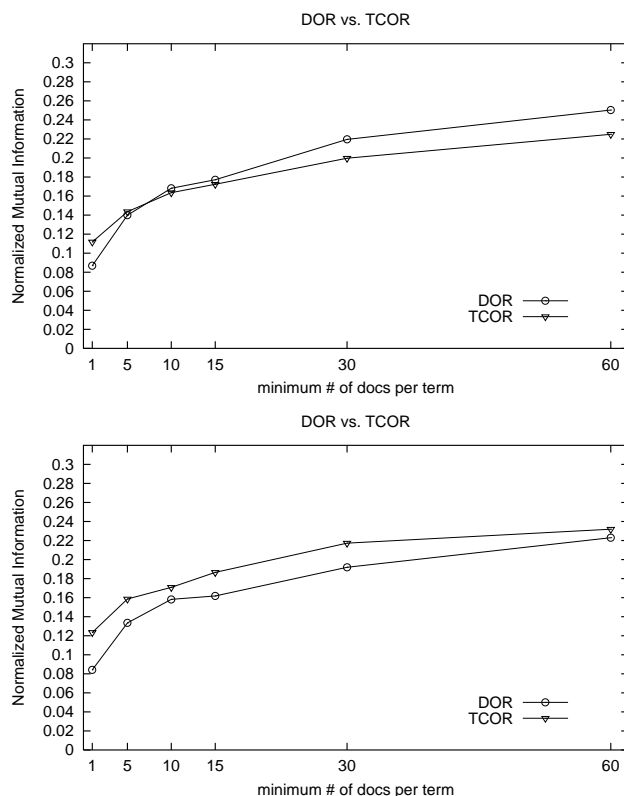 DOR vs. TCOR
0.3
0.28
0.26
0.24
0.22
0.2
0.18
0.16
0.14
0.12
0.1
0.08
0.06
0.04
0.02
0
Normalized Mutual Information
DOR
TCOR
1 5 10 15 30 60
minimum # of docs per term
DOR vs. TCOR
0.3
0.28
0.26
0.24
0.22
0.2
0.18
0.16
0.14
0.12
0.1
0.08
0.06
0.04
0.02
0
Normalized Mutual Information
DOR
TCOR
1 5 10 15 30 60
minimum # of docs per term